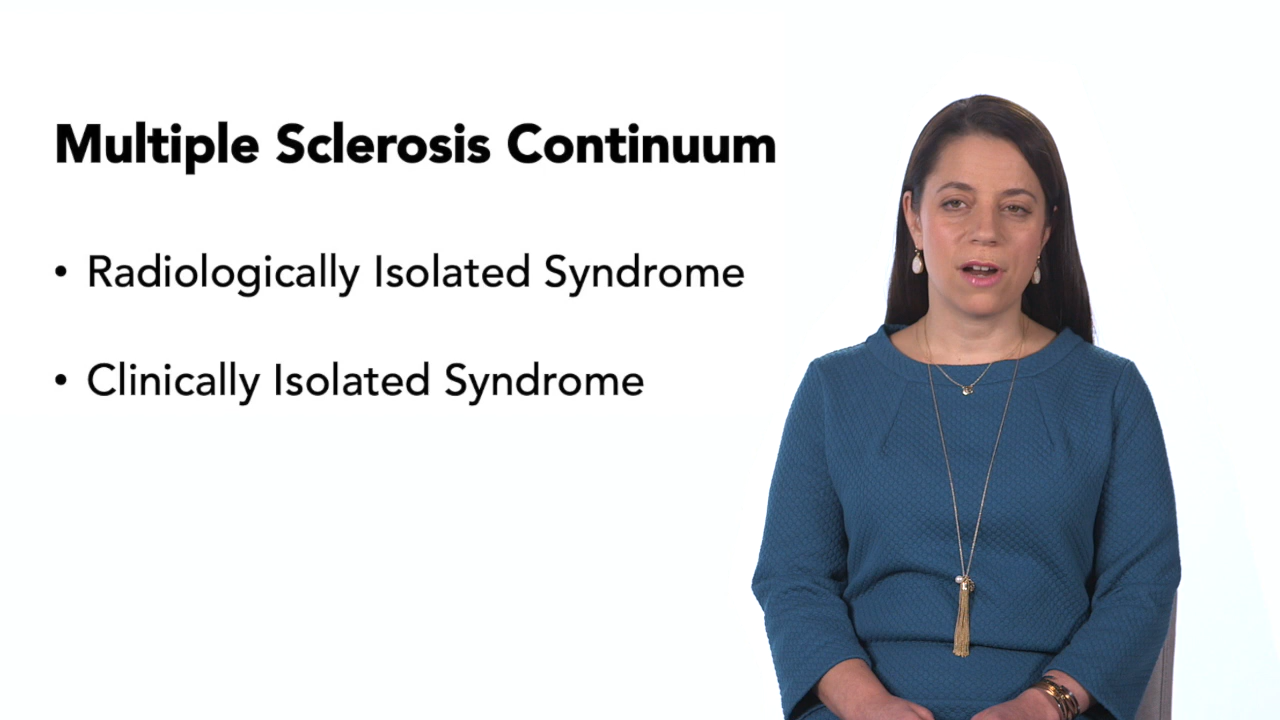 Multiple Sclerosis Continuum
• Radiologically Isolated Syndrome
• Clinically Isolated Syndrome